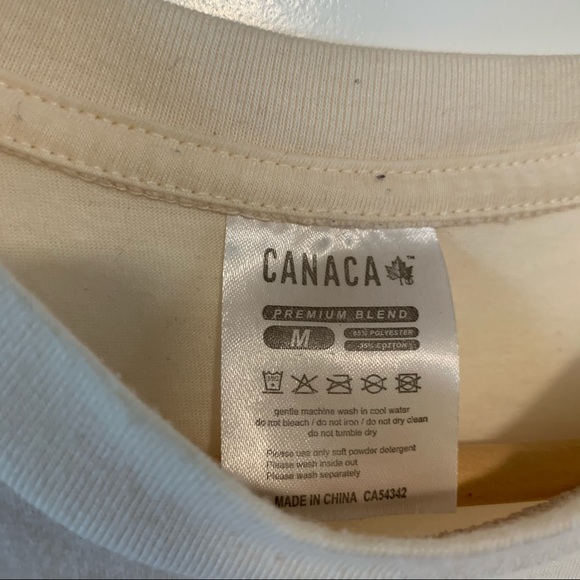 CANACA™
PREMIUM BLEND
M
65% POLYESTER
35% COTTON
gentle machine wash in cool water
do not bleach / do not iron / do not dry clean
do not tumble dry
Please use only soft powder detergent
Please wash inside out
Please wash separately
MADE IN CHINA CA54342